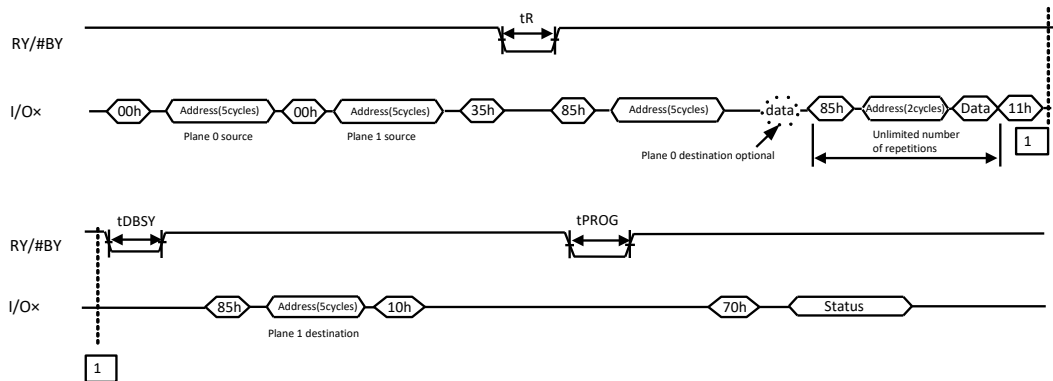 tR
RY/#BY
I/O×
00h
Address(5cycles)
00h
Address(5cycles)
35h
85h
Address(5cycles)
data
85h
Address(2cycles)
Data
11h
Plane 0 source
Plane 1 source
Plane 0 destination optional
Unlimited number
of repetitions
1
tDBSY
tPROG
RY/#BY
I/O×
85h
Address(5cycles)
10h
70h
Status
Plane 1 destination
1